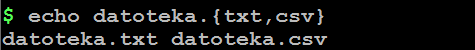 $ echo datoteka.{txt,csv}
datoteka.txt datoteka.csv